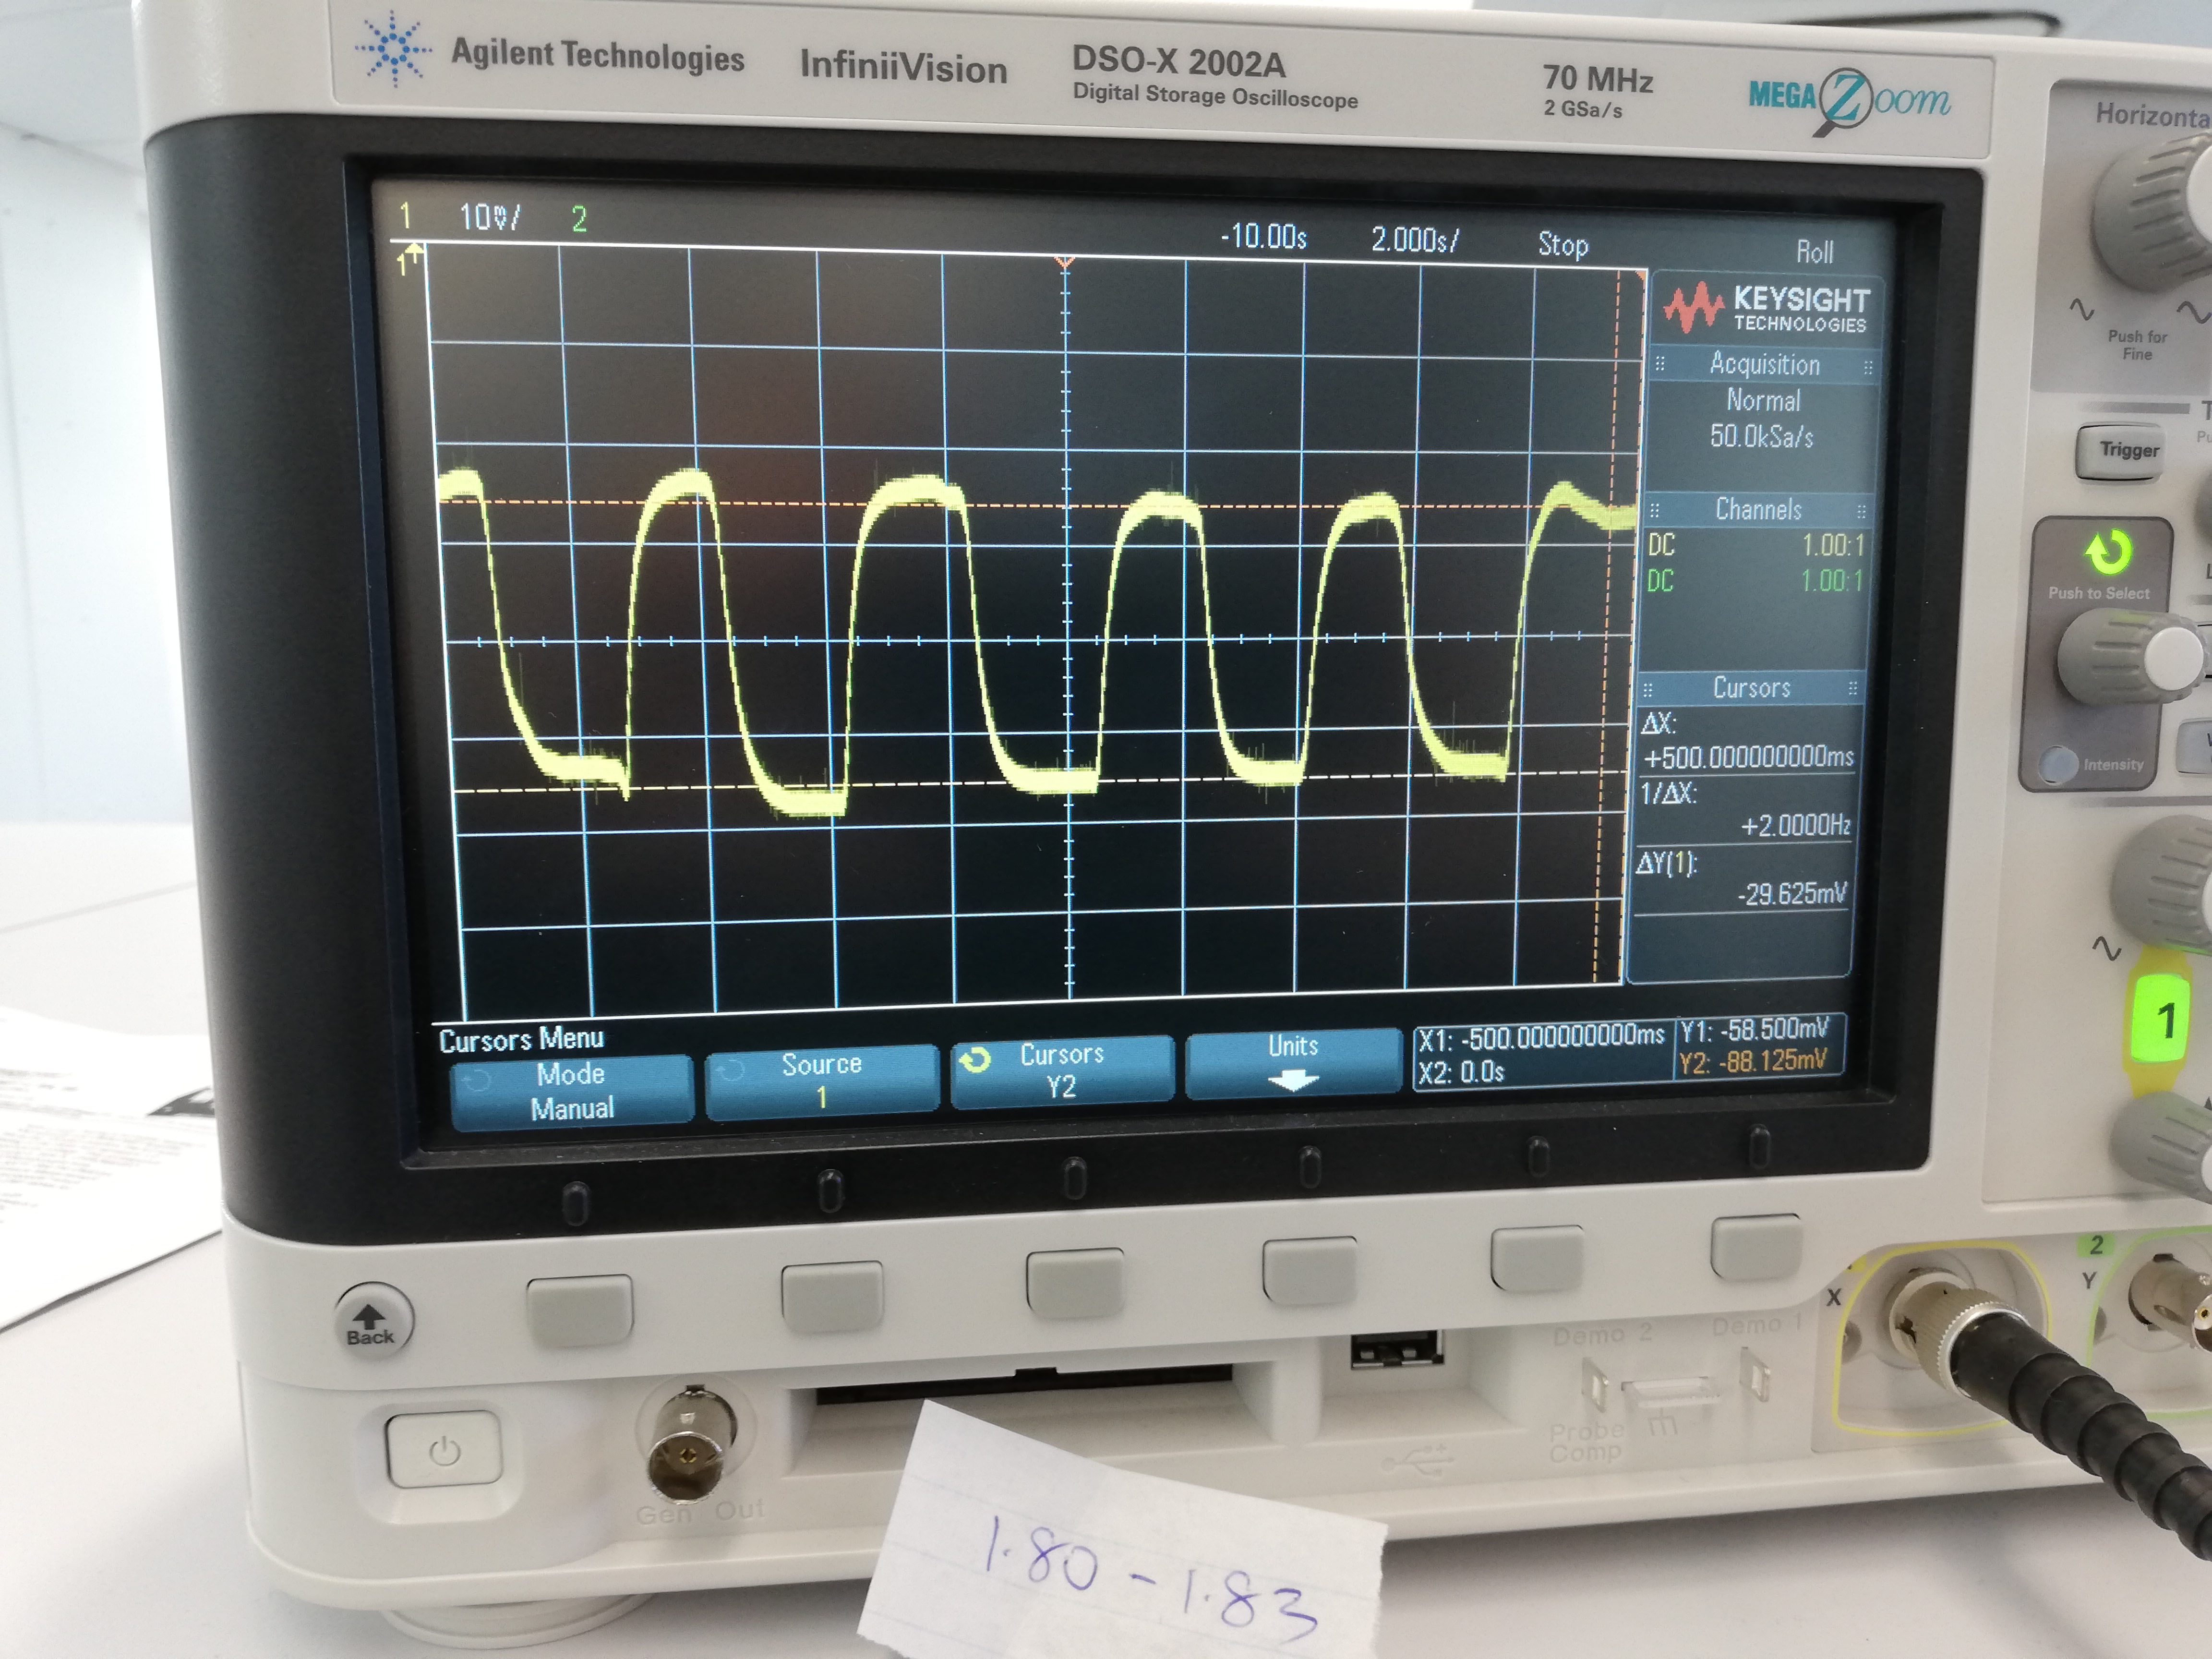 Agilent Technologies InfiniiVision DSO-X 2002A 70 MHz MEGA Zoom
Digital Storage Oscilloscope 2 GSa/s
Horizonta
Push for
Fine
1 10mV/ 2 -10.00s 2.000s/ Stop Roll
1
KEYSIGHT
TECHNOLOGIES
Acquisition
Normal
50.0kSa/s
Channels
DC 1.00:1
DC 1.00:1
Cursors
ΔX:
+500.000000000ms
1/ΔX:
+2.0000Hz
ΔY(1):
-29.625mV
Trigger
Push to Select
Intensity
1
Cursors Menu
Mode
Manual
Source
1
Cursors
Y2
Units
X1: -500.000000000ms Y1: -58.500mV
X2: 0.0s Y2: -88.125mV
Back
Gen Out
Demo 2 Demo 1
Probe
Comp
X
2
Y
1.80 - 1.83